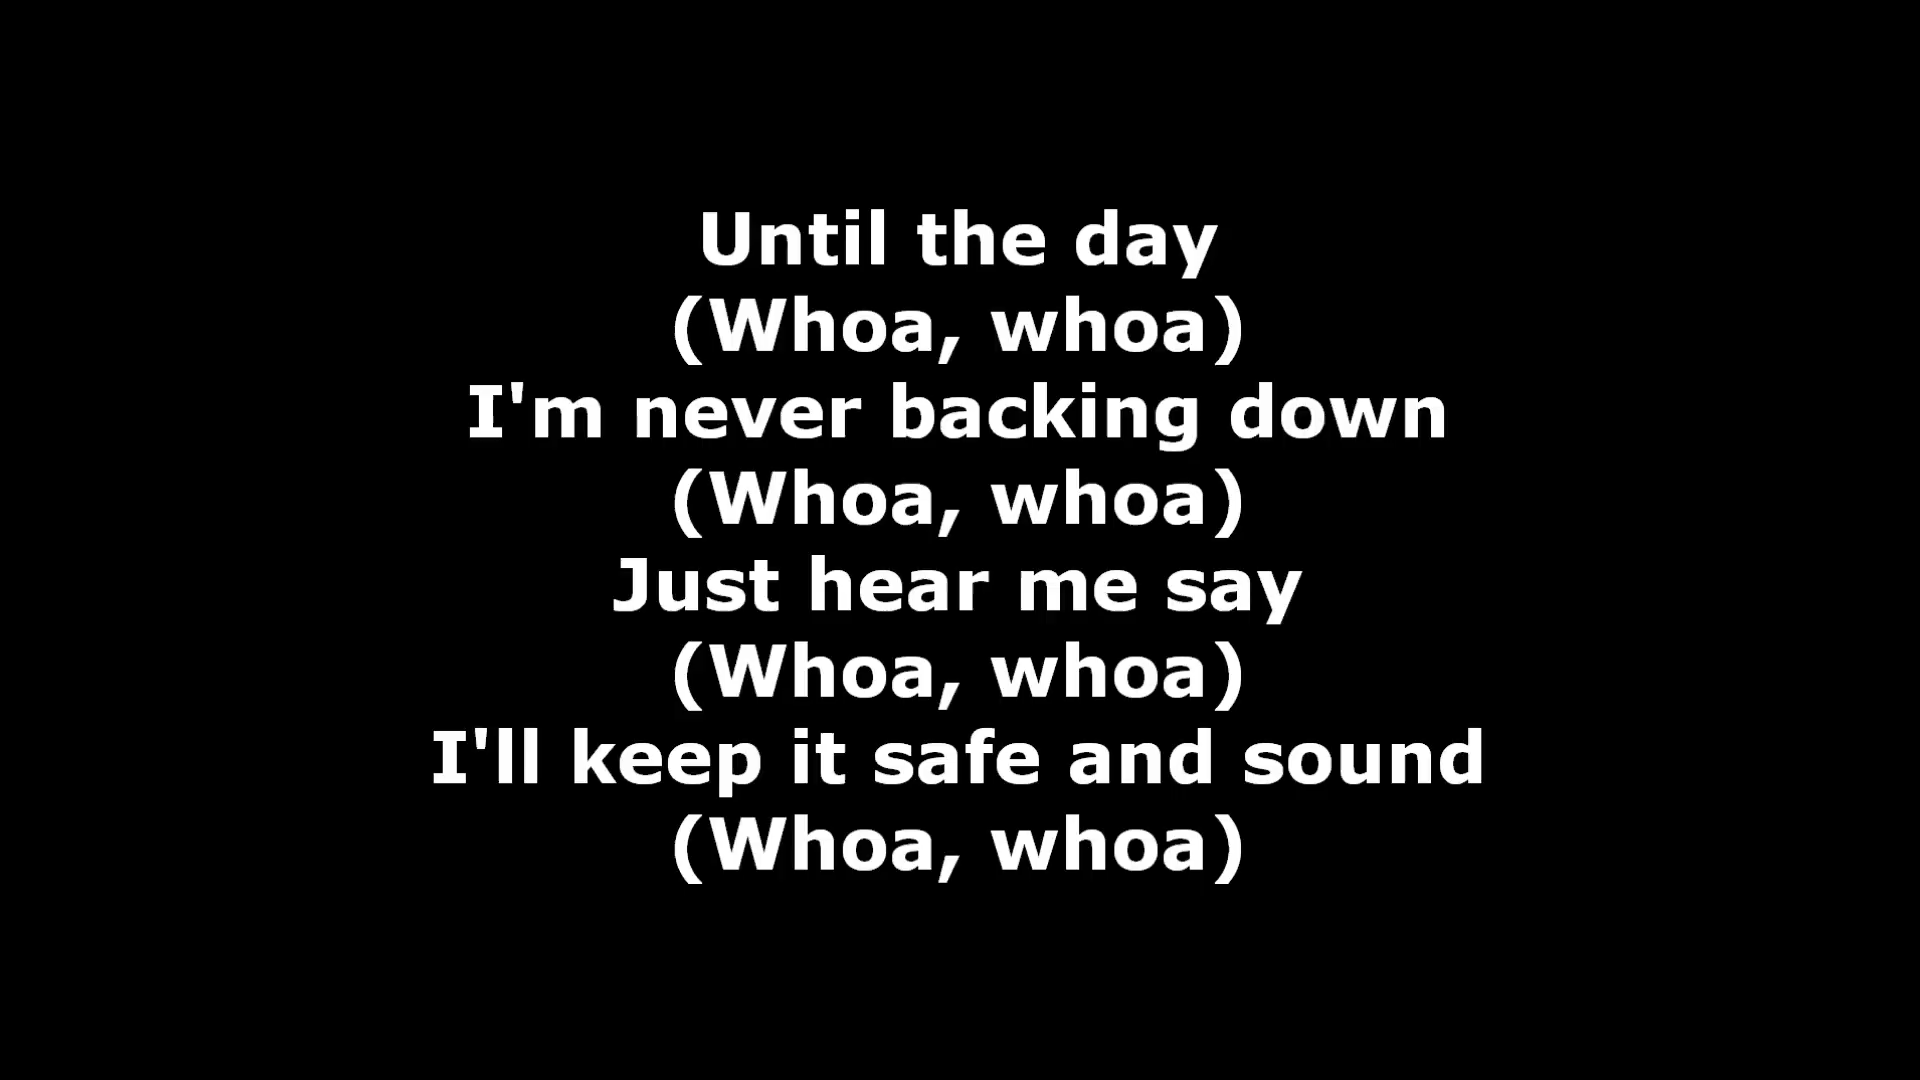 Until the day
(Whoa, whoa)
I'm never backing down
(Whoa, whoa)
Just hear me say
(Whoa, whoa)
I'll keep it safe and sound
(Whoa, whoa)